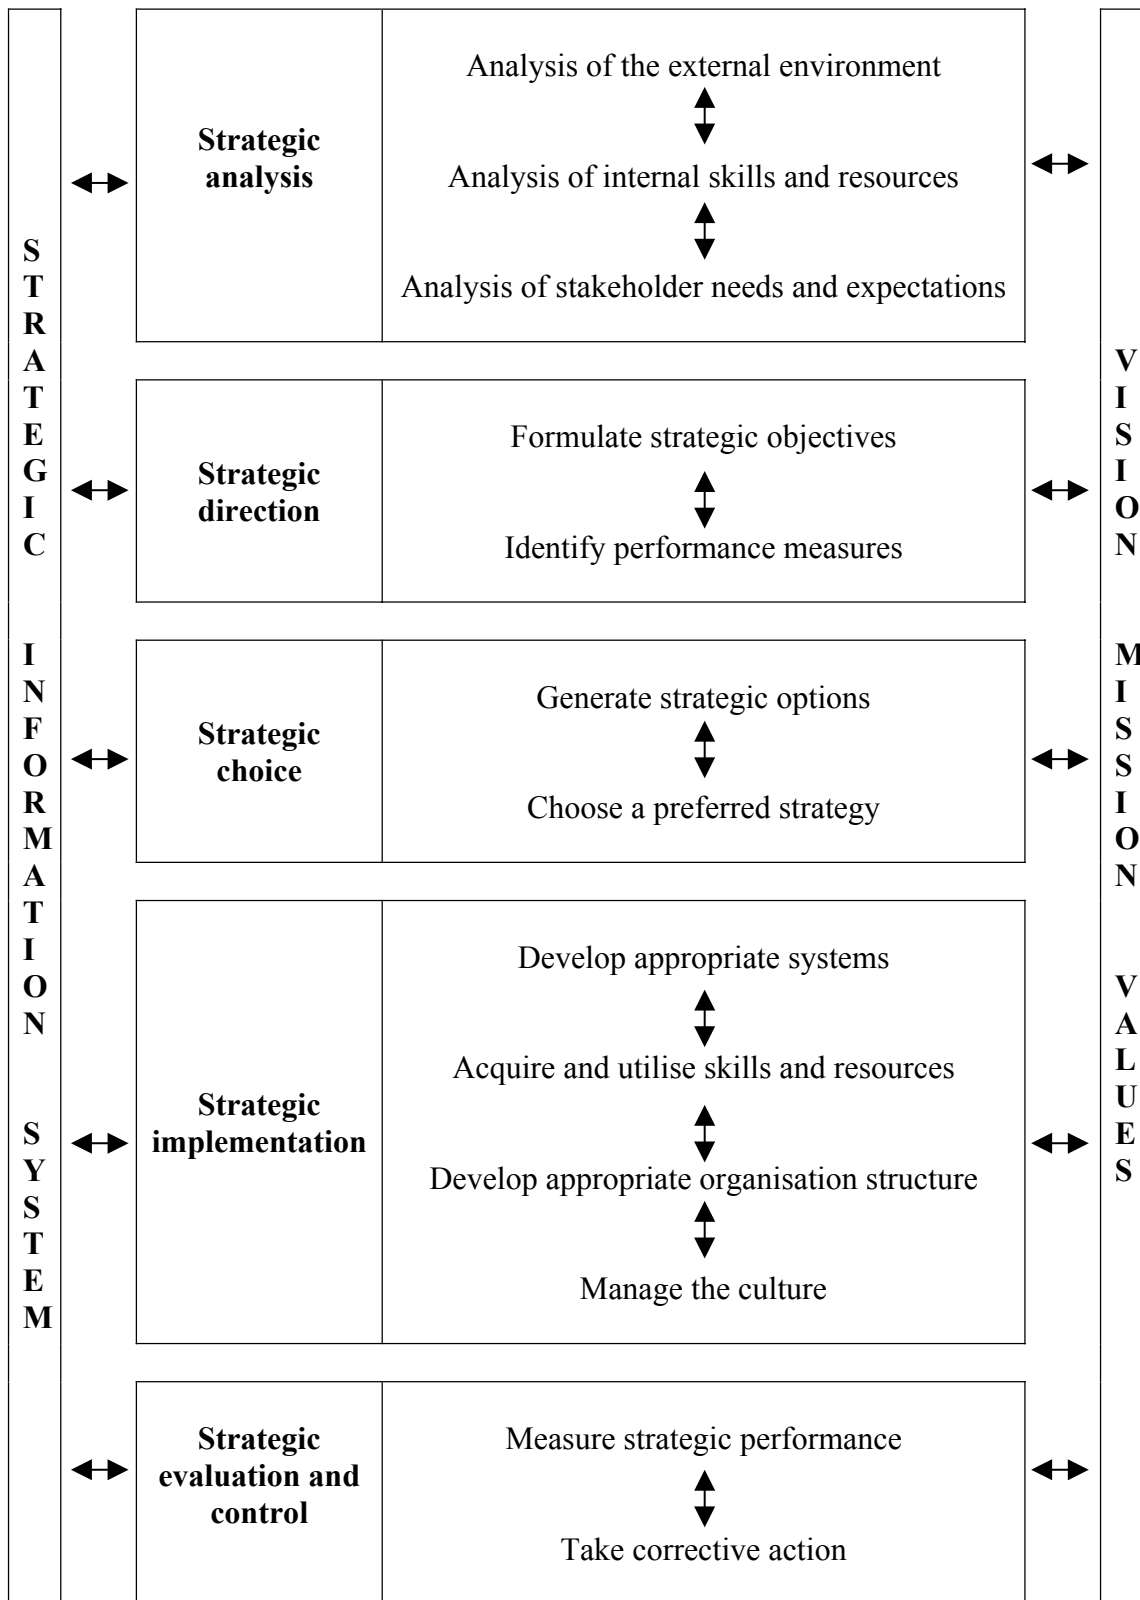 STRATEGIC INFORMATION SYSTEM
Strategic
analysis
Analysis of the external environment
Analysis of internal skills and resources
Analysis of stakeholder needs and expectations
Strategic
direction
Formulate strategic objectives
Identify performance measures
Strategic
choice
Generate strategic options
Choose a preferred strategy
Strategic
implementation
Develop appropriate systems
Acquire and utilise skills and resources
Develop appropriate organisation structure
Manage the culture
Strategic
evaluation and
control
Measure strategic performance
Take corrective action
VISION MISSION VALUES